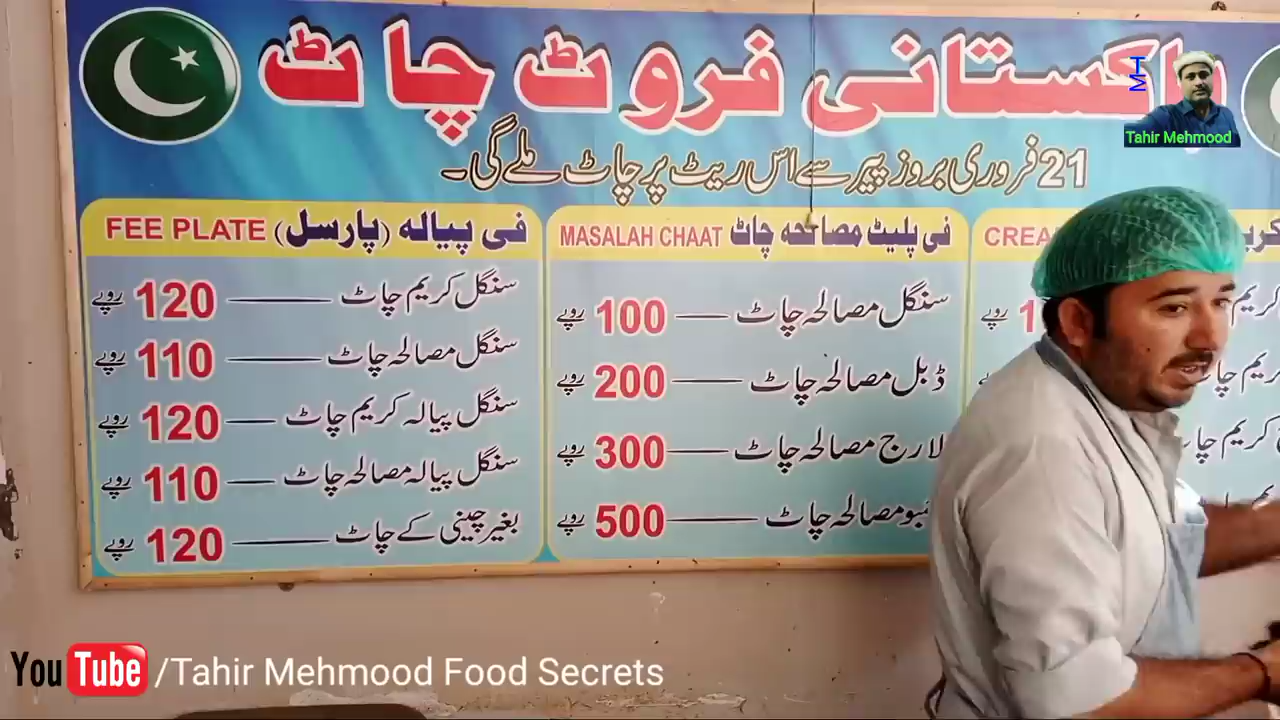 پاکستانی فروٹ چاٹ
MT
Tahir Mehmood
21 فروری بروز پیر سے اس ریٹ پر چاٹ ملے گی۔
FEE PLATE فی پیالہ (پارسل)
سنگل کریم چاٹ 120 روپے
سنگل مصالحہ چاٹ 110 روپے
سنگل پیالہ کریم چاٹ 120 روپے
سنگل پیالہ مصالحہ چاٹ 110 روپے
بغیر چینی کے چاٹ 120 روپے
MASALAH CHAAT فی پلیٹ مصالحہ چاٹ
سنگل مصالحہ چاٹ 100 روپے
ڈبل مصالحہ چاٹ 200 روپے
لارج مصالحہ چاٹ 300 روپے
مصالحہ چاٹ 500 روپے
روپے
YouTube /Tahir Mehmood Food Secrets